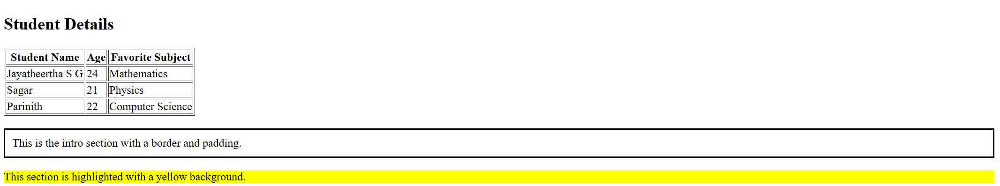 Student Details
Student Name Age Favorite Subject
Jayatheertha S G 24 Mathematics
Sagar 21 Physics
Parinith 22 Computer Science
This is the intro section with a border and padding.
This section is highlighted with a yellow background.